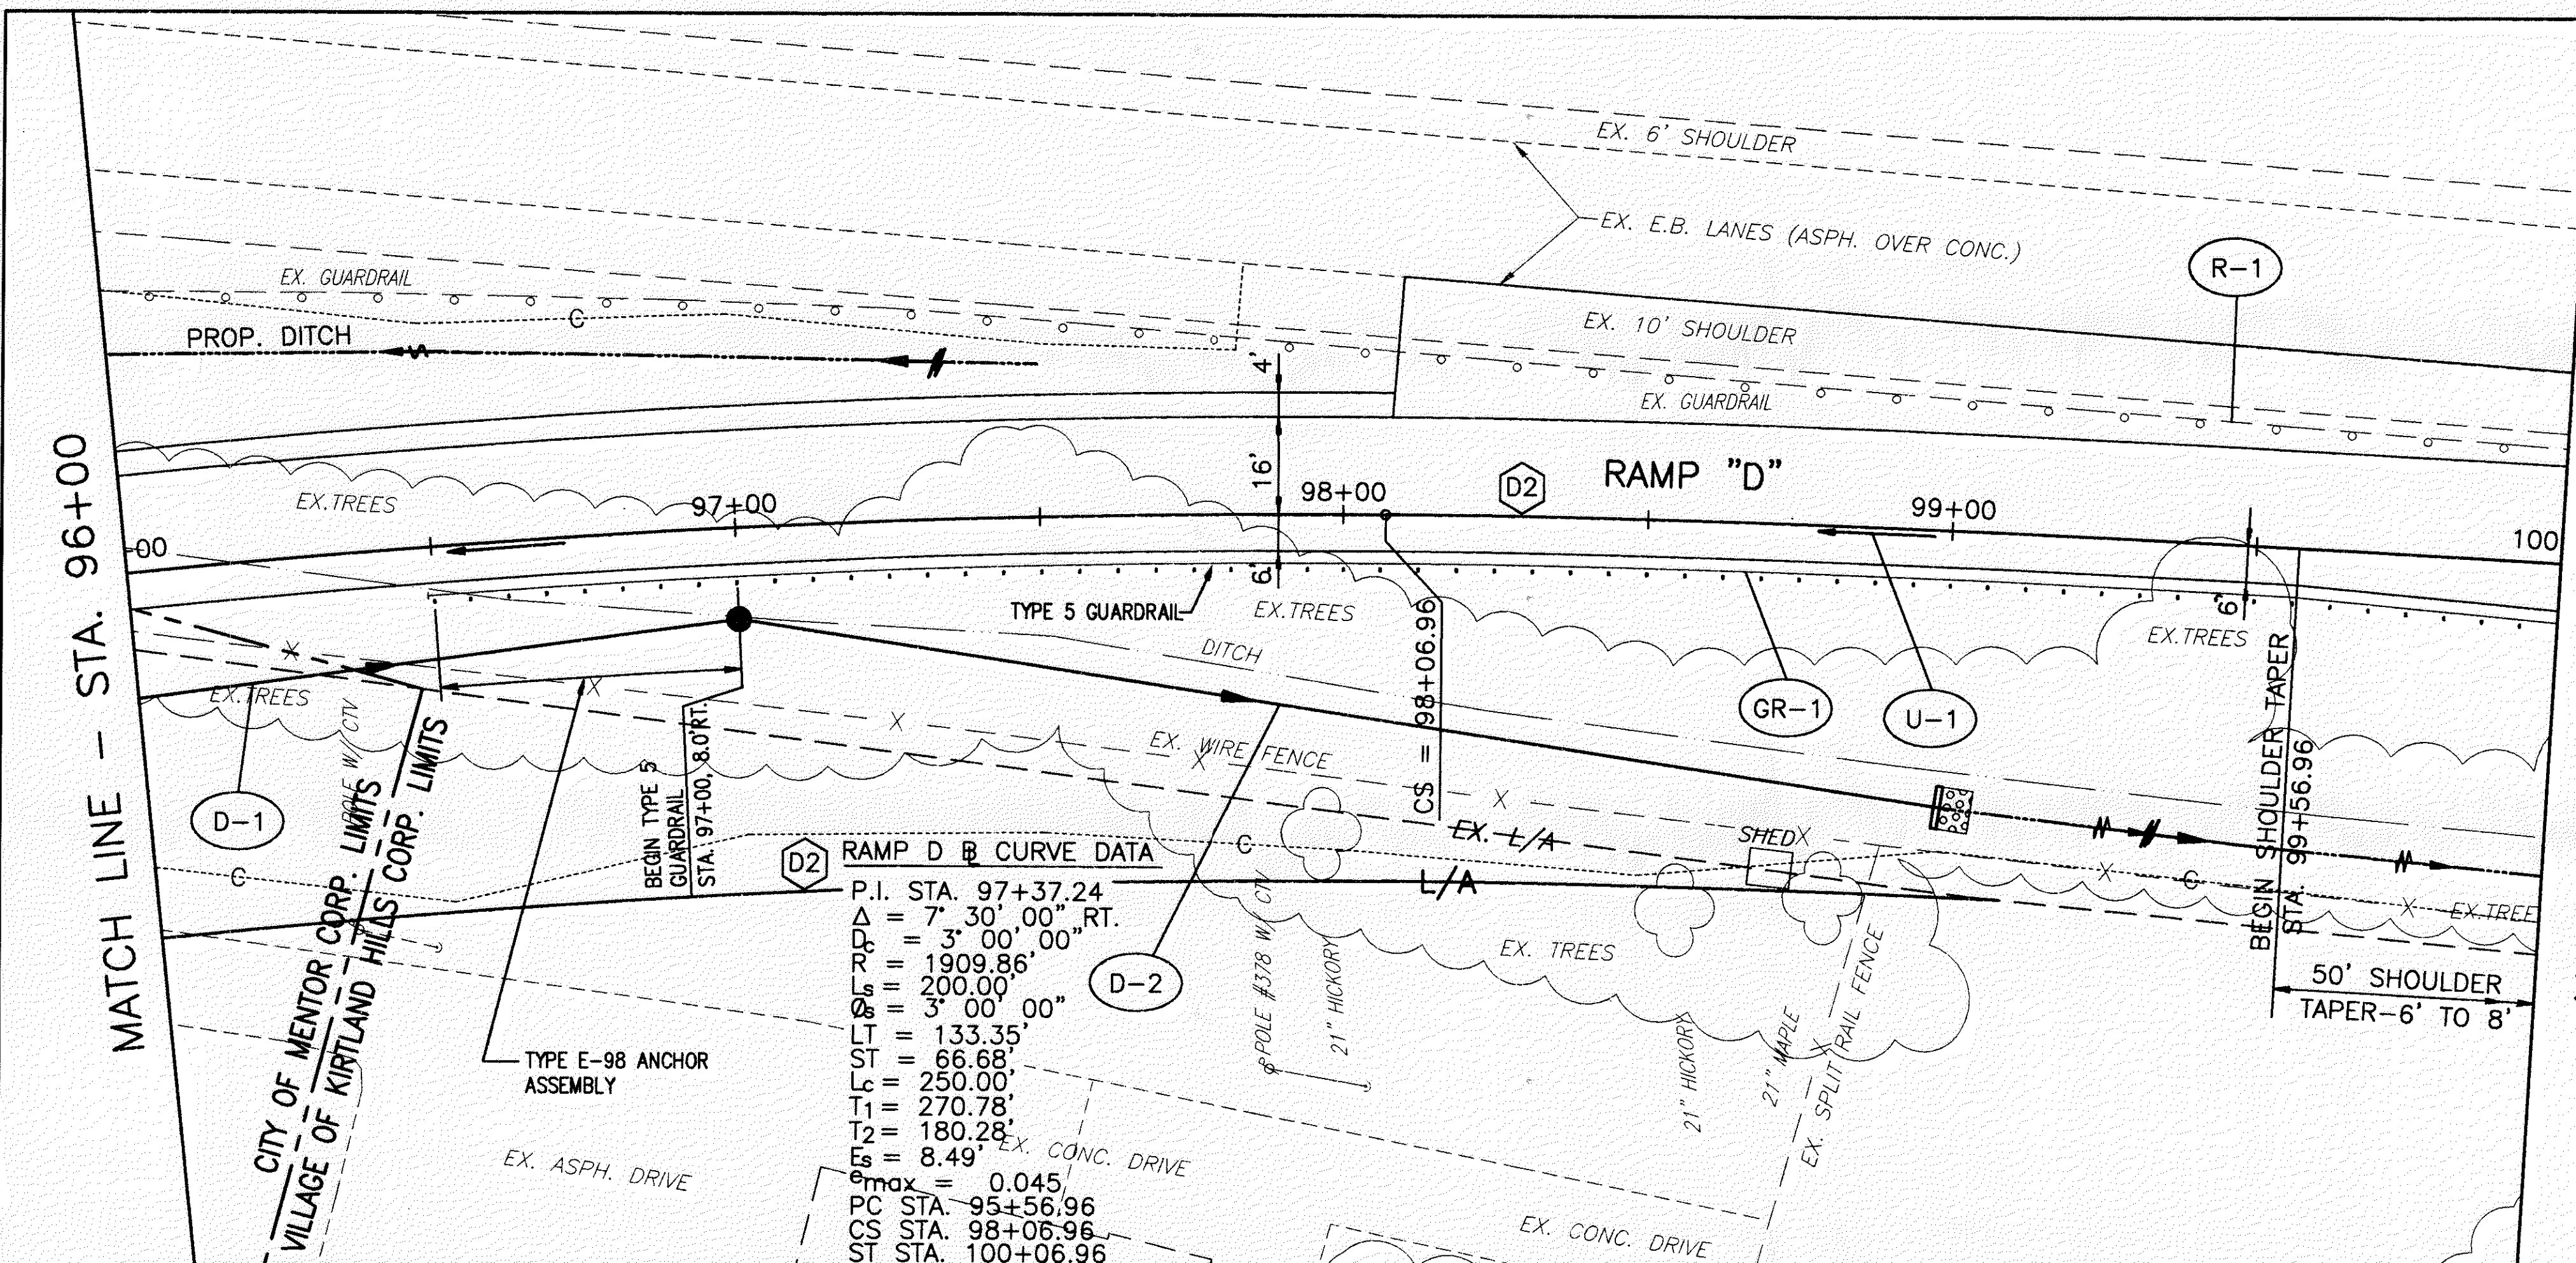 EX. 6' SHOULDER
EX. E.B. LANES (ASPH. OVER CONC.)
R-1
EX. GUARDRAIL
C
PROP. DITCH
EX. 10' SHOULDER
4'
EX. GUARDRAIL
MATCH LINE - STA. 96+00
EX.TREES
16'
97+00
98+00
D2
RAMP "D"
99+00
00
100
6'
TYPE 5 GUARDRAIL
EX.TREES
6'
EX.TREES
DITCH
X
EX.TREES
X
X
POLE W/ CTV
CS = 98+06.96
GR-1
U-1
EX. WIRE FENCE
X
X
D-1
BEGIN TYPE 5
GUARDRAIL
STA. 97+00, 8.0'RT.
BEGIN SHOULDER TAPER
STA. 99+56.96
EX. L/A
SHED
X
C
C
X
C
X
EX.TREE
L/A
CITY OF MENTOR CORP. LIMITS
VILLAGE OF KIRTLAND HILLS CORP. LIMITS
D2
RAMP D BL CURVE DATA
P.I. STA. 97+37.24
Δ = 7° 30' 00" RT.
Dc = 3° 00' 00"
R = 1909.86'
Ls = 200.00'
Øs = 3° 00' 00"
LT = 133.35'
ST = 66.68'
Lc = 250.00'
T1 = 270.78'
T2 = 180.28'
Es = 8.49'
emax = 0.045
PC STA. 95+56.96
CS STA. 98+06.96
ST STA. 100+06.96
D-2
POLE #378 W/ CTV
21" HICKORY
EX. TREES
21" HICKORY
21" MAPLE
EX. SPLIT RAIL FENCE
X
50' SHOULDER
TAPER-6' TO 8'
TYPE E-98 ANCHOR
ASSEMBLY
EX. ASPH. DRIVE
EX. CONC. DRIVE
EX. CONC. DRIVE